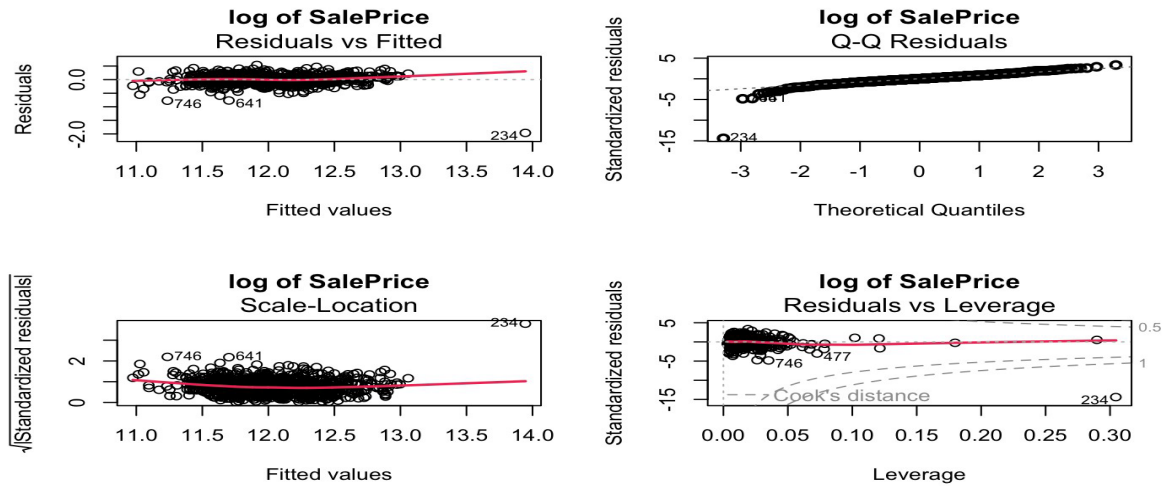 log of SalePrice
Residuals vs Fitted
Residuals
0.0
-2.0
746
641
234
11.0 11.5 12.0 12.5 13.0 13.5 14.0
Fitted values
log of SalePrice
Q-Q Residuals
Standardized residuals
5
-5
-15
234
-3 -2 -1 0 1 2 3
Theoretical Quantiles
log of SalePrice
Scale-Location
√|Standardized residuals|
2
0
746
641
234
11.0 11.5 12.0 12.5 13.0 13.5 14.0
Fitted values
log of SalePrice
Residuals vs Leverage
Standardized residuals
5
-5
-15
746
477
234
Cook's distance
0.5
1
0.00 0.05 0.10 0.15 0.20 0.25 0.30
Leverage